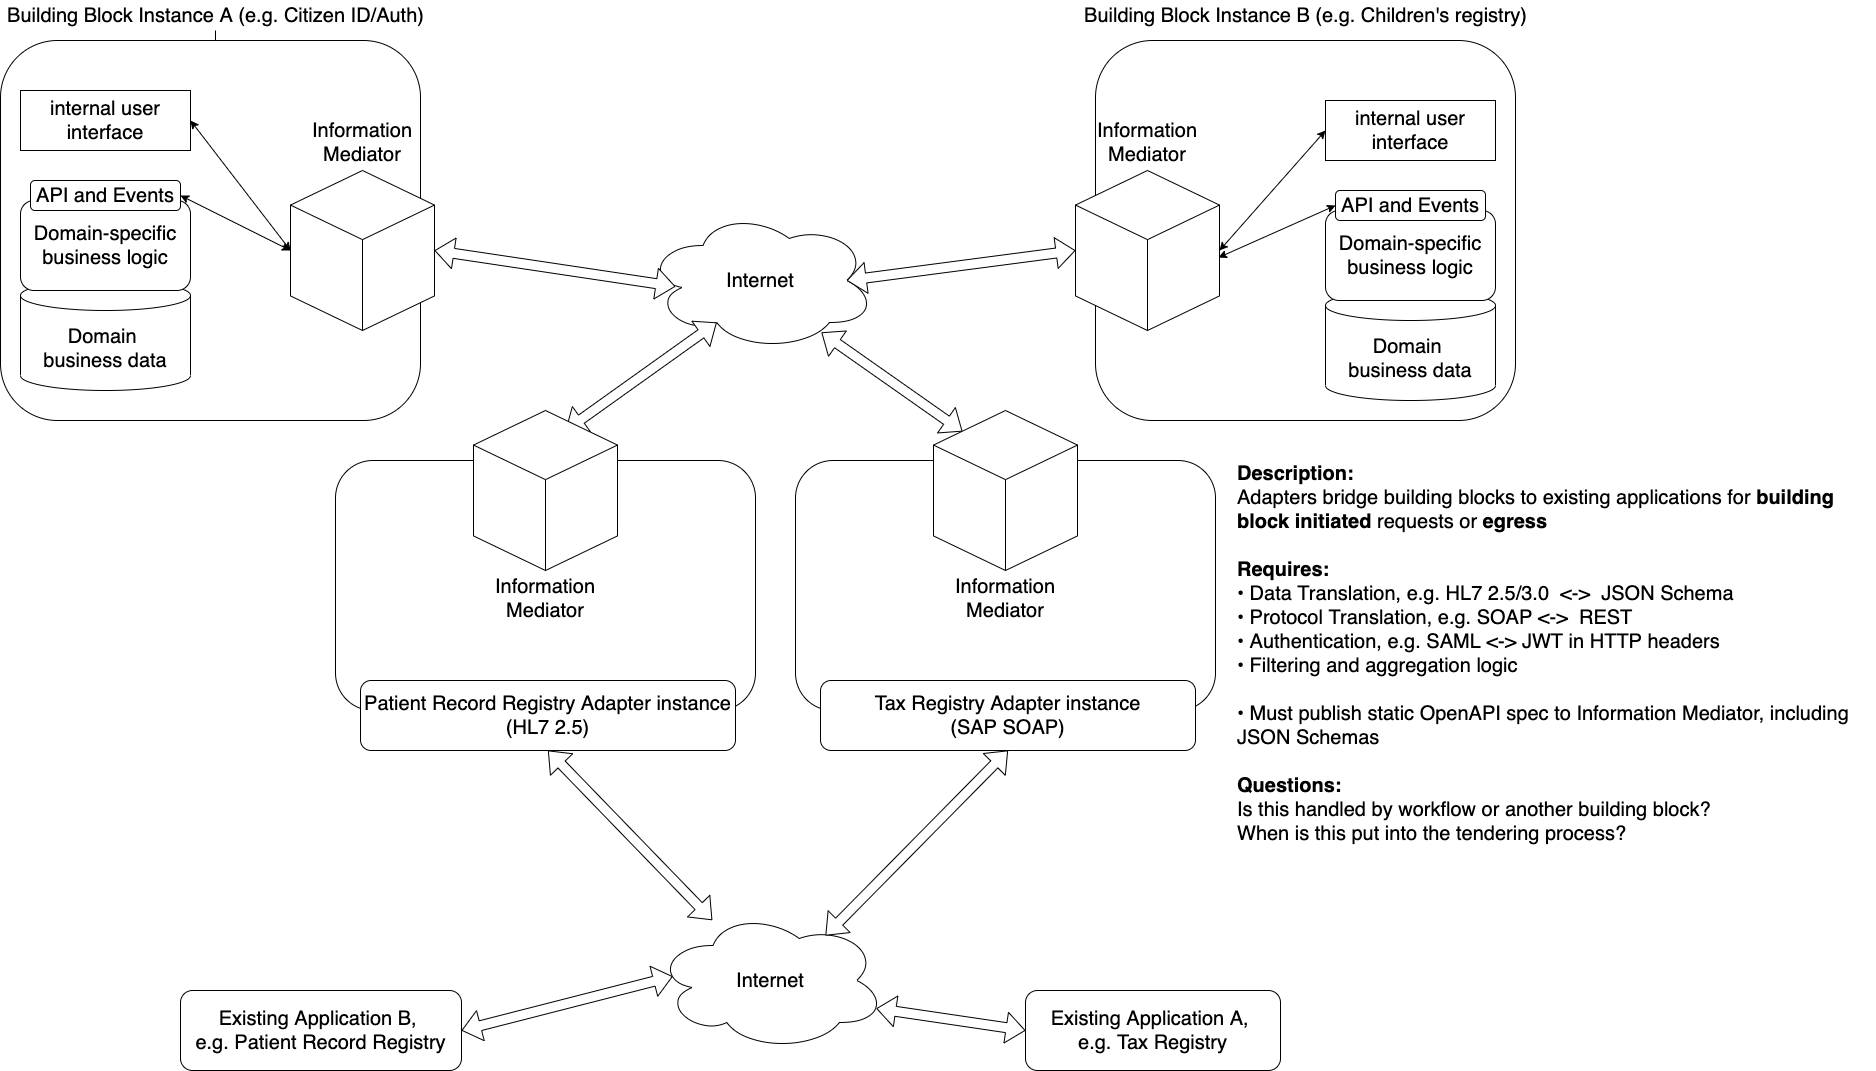 Building Block Instance A (e.g. Citizen ID/Auth)
Building Block Instance B (e.g. Children's registry)
internal user
interface
Information
Mediator
API and Events
Domain-specific
business logic
Domain
business data
Internet
Information
Mediator
internal user
interface
API and Events
Domain-specific
business logic
Domain
business data
Information
Mediator
Patient Record Registry Adapter instance
(HL7 2.5)
Information
Mediator
Tax Registry Adapter instance
(SAP SOAP)
Description:
Adapters bridge building blocks to existing applications for building
block initiated requests or egress
Requires:
• Data Translation, e.g. HL7 2.5/3.0 <-> JSON Schema
• Protocol Translation, e.g. SOAP <-> REST
• Authentication, e.g. SAML <-> JWT in HTTP headers
• Filtering and aggregation logic
• Must publish static OpenAPI spec to Information Mediator, including
JSON Schemas
Questions:
Is this handled by workflow or another building block?
When is this put into the tendering process?
Internet
Existing Application B,
e.g. Patient Record Registry
Existing Application A,
e.g. Tax Registry